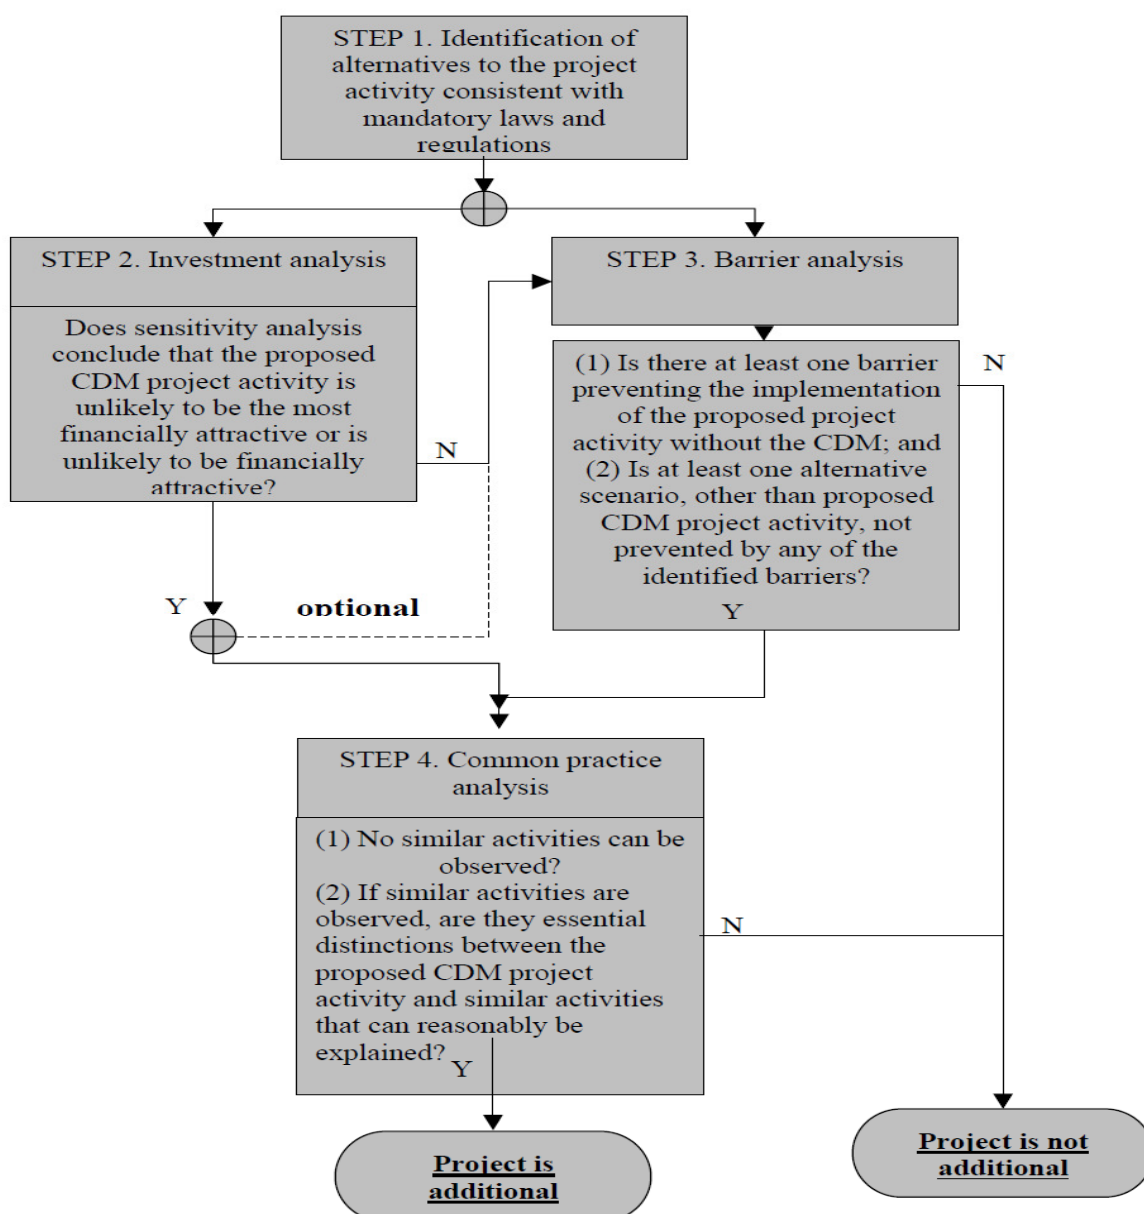 STEP 1. Identification of
alternatives to the project
activity consistent with
mandatory laws and
regulations
STEP 2. Investment analysis
Does sensitivity analysis
conclude that the proposed
CDM project activity is
unlikely to be the most
financially attractive or is
unlikely to be financially
attractive?
N
Y
optional
STEP 3. Barrier analysis
(1) Is there at least one barrier
preventing the implementation
of the proposed project
activity without the CDM; and
(2) Is at least one alternative
scenario, other than proposed
CDM project activity, not
prevented by any of the
identified barriers?
N
Y
STEP 4. Common practice
analysis
(1) No similar activities can be
observed?
(2) If similar activities are
observed, are they essential
distinctions between the
proposed CDM project
activity and similar activities
that can reasonably be
explained?
N
Y
Project is
additional
Project is not
additional